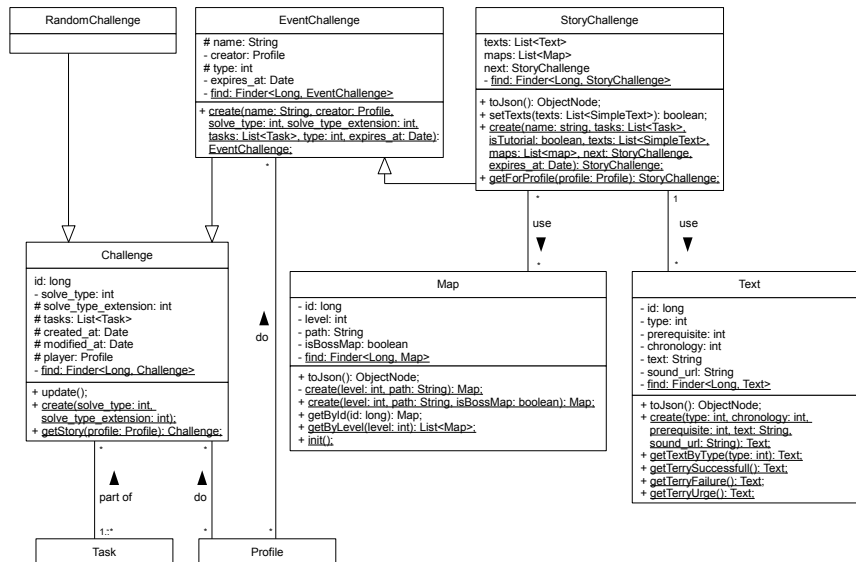 RandomChallenge
EventChallenge
# name: String
- creator: Profile
# type: int
- expires_at: Date
- find: Finder<Long, EventChallenge>
+ create(name: String, creator: Profile,
solve_type: int, solve_type_extension: int,
tasks: List<Task>, type: int, expires_at: Date):
EventChallenge;
StoryChallenge
texts: List<Text>
maps: List<Map>
next: StoryChallenge
- find: Finder<Long, StoryChallenge>
+ toJson(): ObjectNode;
+ setTexts(texts: List<SimpleText>): boolean;
+ create(name: string, tasks: List<Task>,
isTutorial: boolean, texts: List<SimpleText>,
maps: List<map>, next: StoryChallenge,
expires_at: Date): StoryChallenge;
+ getForProfile(profile: Profile): StoryChallenge;
*
*
1
use
use
*
*
Challenge
id: long
- solve_type: int
# solve_type_extension: int
# tasks: List<Task>
# created_at: Date
# modified_at: Date
# player: Profile
- find: Finder<Long, Challenge>
+ update();
+ create(solve_type: int,
solve_type_extension: int);
+ getStory(profile: Profile): Challenge;
do
Map
- id: long
- level: int
- path: String
- isBossMap: boolean
- find: Finder<Long, Map>
+ toJson(): ObjectNode;
- create(level: int, path: String): Map;
+ create(level: int, path: String, isBossMap: boolean): Map;
+ getById(id: long): Map;
+ getByLevel(level: int): List<Map>;
+ init();
Text
- id: long
- type: int
- prerequisite: int
- chronology: int
- text: String
- sound_url: String
- find: Finder<Long, Text>
+ toJson(): ObjectNode;
+ create(type: int, chronology: int,
prerequisite: int, text: String,
sound_url: String): Text;
+ getTextByType(type: int): Text;
+ getTerrySuccessfull(): Text;
+ getTerryFailure(): Text;
+ getTerryUrge(): Text;
*
*
part of
do
1..*
*
*
Task
Profile